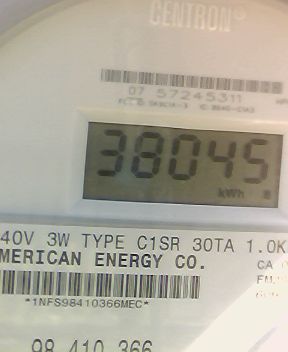 CENTRON®
07 57245311
38045
kWh
40V 3W TYPE C1SR 30TA 1.0K
MERICAN ENERGY CO.
CA
*1NFS98410366MEC*
98 410 366